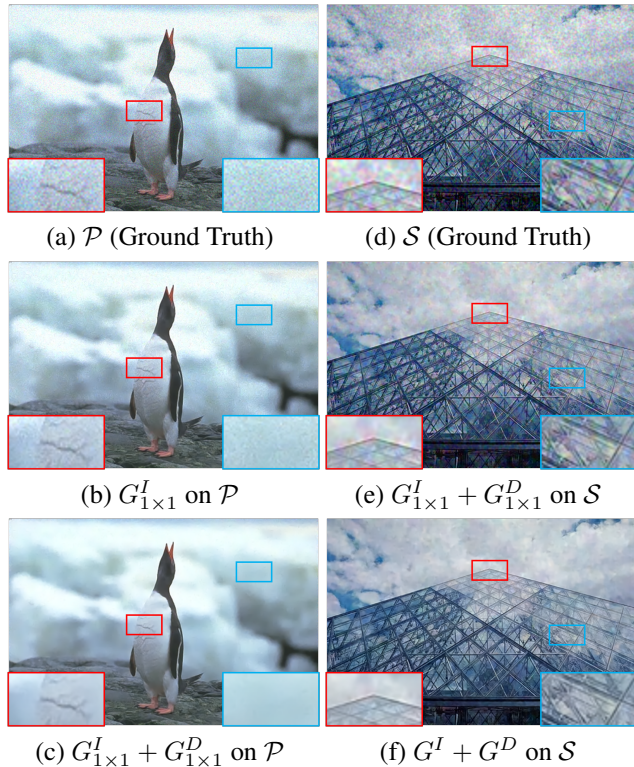 (a) 𝒫 (Ground Truth)
(d) 𝒮 (Ground Truth)
(b) G^I_{1×1} on 𝒫
(e) G^I_{1×1} + G^D_{1×1} on 𝒮
(c) G^I_{1×1} + G^D_{1×1} on 𝒫
(f) G^I + G^D on 𝒮